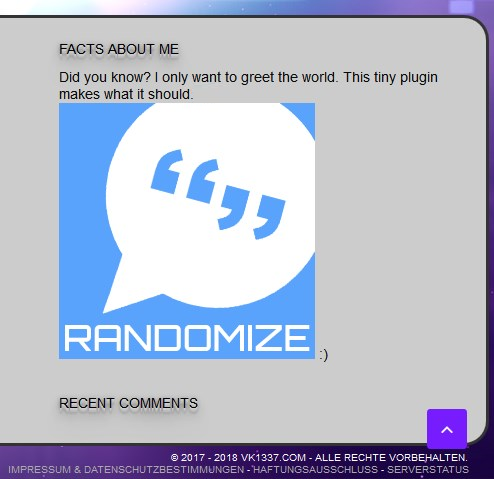 FACTS ABOUT ME
Did you know? I only want to greet the world. This tiny plugin
makes what it should.
RANDOMIZE :)
RECENT COMMENTS
© 2017 - 2018 VK1337.COM - ALLE RECHTE VORBEHALTEN.
IMPRESSUM & DATENSCHUTZBESTIMMUNGEN - HAFTUNGSAUSSCHLUSS - SERVERSTATUS